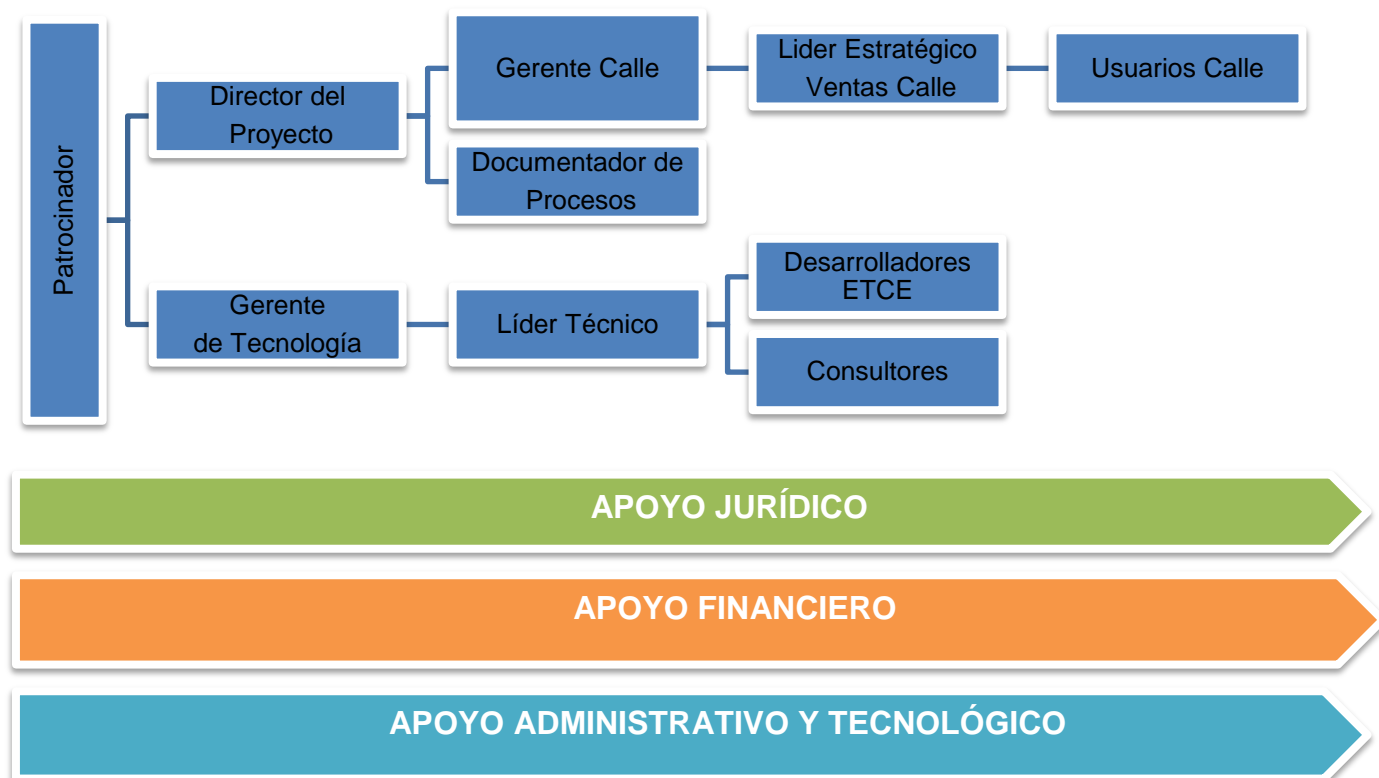 Patrocinador
Director del
Proyecto
Gerente Calle
Lider Estratégico
Ventas Calle
Usuarios Calle
Documentador de
Procesos
Gerente
de Tecnología
Líder Técnico
Desarrolladores
ETCE
Consultores
APOYO JURÍDICO
APOYO FINANCIERO
APOYO ADMINISTRATIVO Y TECNOLÓGICO